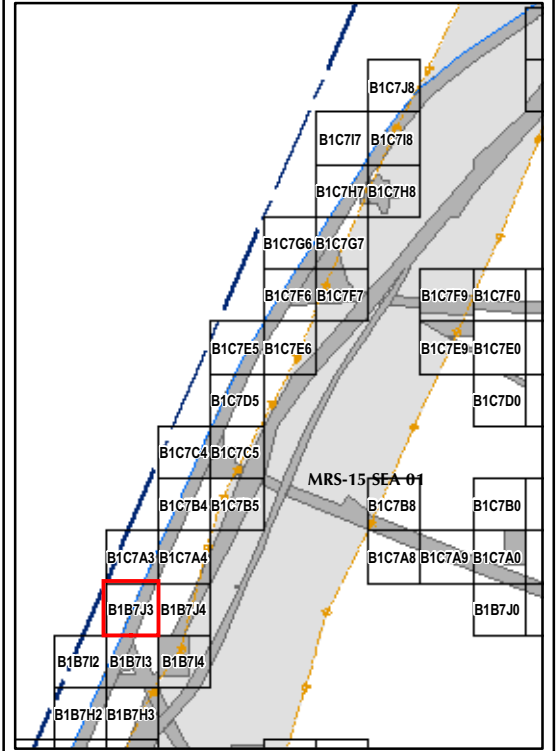 B1C7J8
B1C7I7 B1C7I8
B1C7H7 B1C7H8
B1C7G6 B1C7G7
B1C7F6 B1C7F7 B1C7F9 B1C7F0
B1C7E5 B1C7E6 B1C7E9 B1C7E0
B1C7D5 B1C7D0
B1C7C4 B1C7C5
MRS-15 SEA 01
B1C7B4 B1C7B5 B1C7B8 B1C7B0
B1C7A3 B1C7A4 B1C7A8 B1C7A9 B1C7A0
B1B7J3 B1B7J4 B1B7J0
B1B7I2 B1B7I3 B1B7I4
B1B7H2 B1B7H3